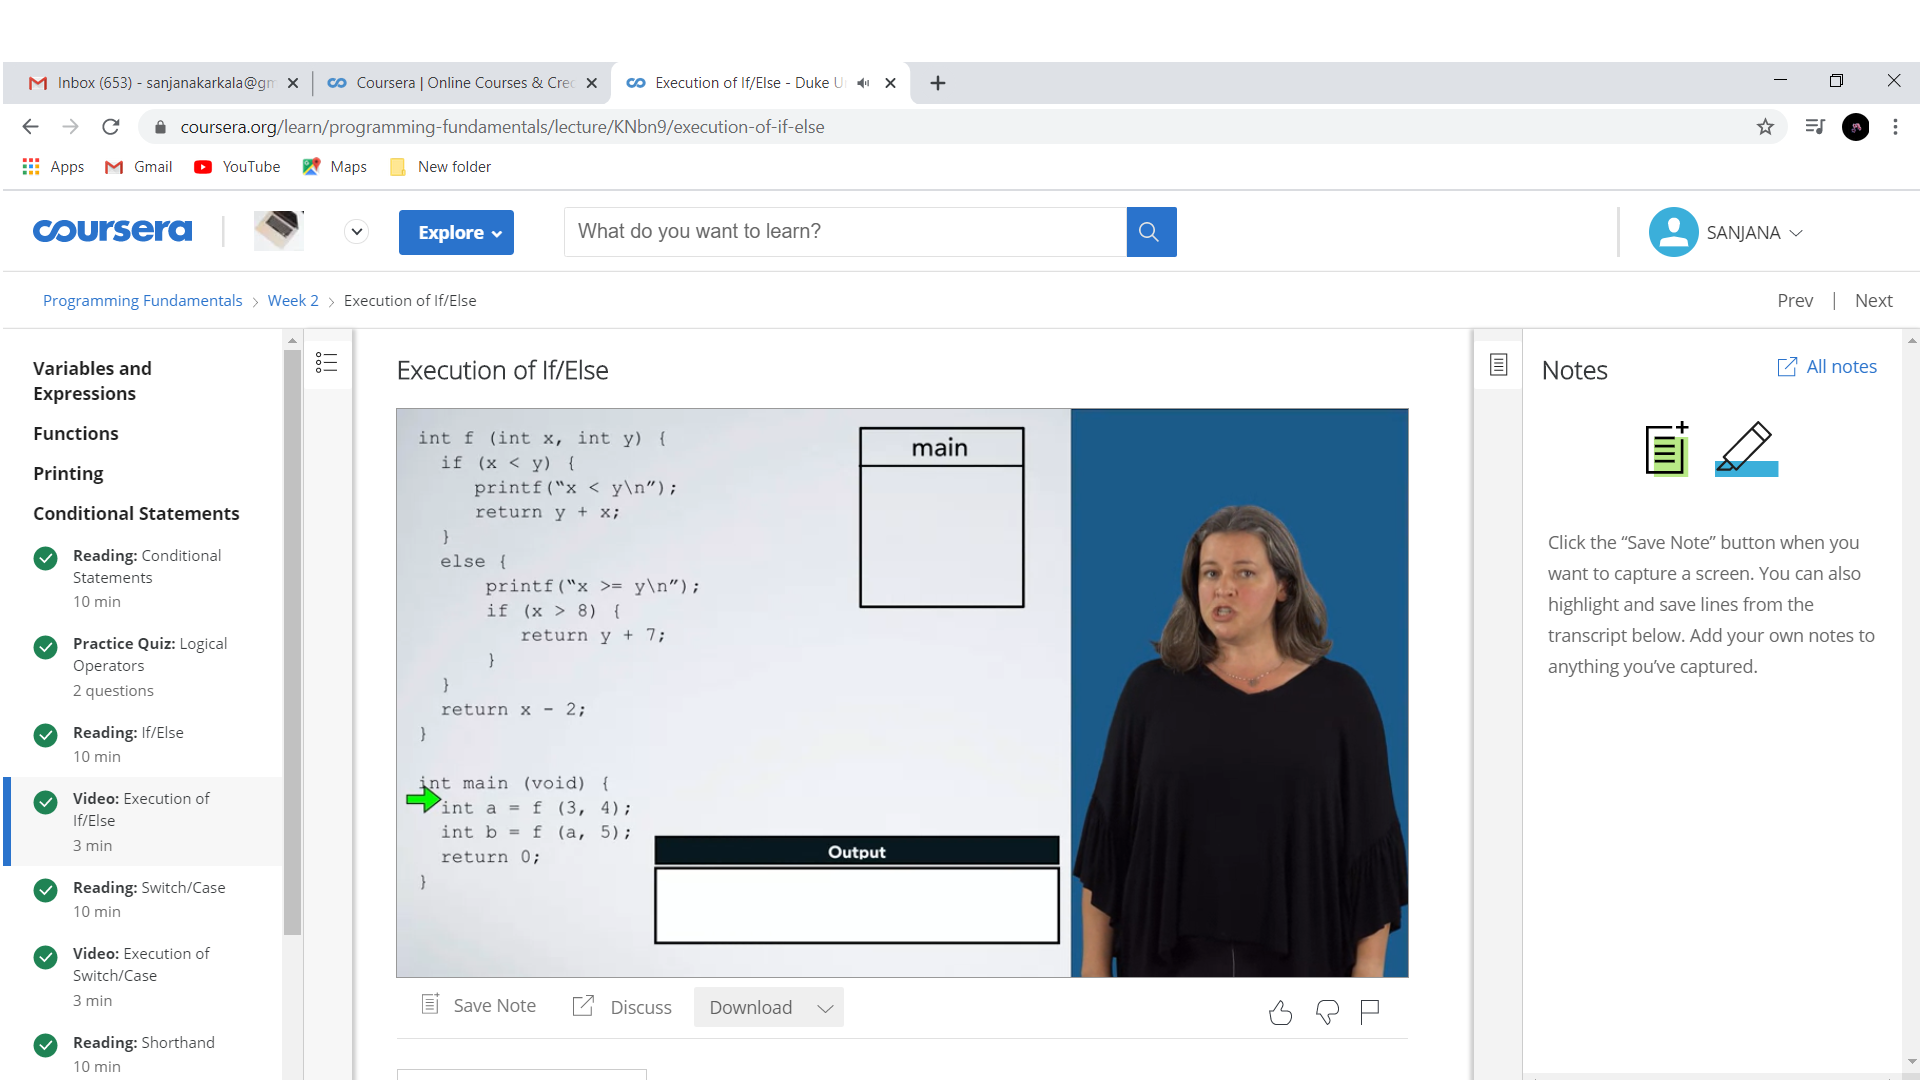 Inbox (653) - sanjanakarkala@gm
Coursera | Online Courses & Crec
Execution of If/Else - Duke U
coursera.org/learn/programming-fundamentals/lecture/KNbn9/execution-of-if-else
Apps
Gmail
YouTube
Maps
New folder
coursera
Explore
What do you want to learn?
SANJANA
Programming Fundamentals
Week 2
Execution of If/Else
Prev | Next
Variables and
Expressions
Functions
Printing
Conditional Statements
Reading: Conditional
Statements
10 min
Practice Quiz: Logical
Operators
2 questions
Reading: If/Else
10 min
Video: Execution of
If/Else
3 min
Reading: Switch/Case
10 min
Video: Execution of
Switch/Case
3 min
Reading: Shorthand
10 min
Execution of If/Else
int f (int x, int y) {
if (x < y) {
printf(“x < y\n”);
return y + x;
}
else {
printf(“x >= y\n”);
if (x > 8) {
return y + 7;
}
}
return x - 2;
}
int main (void) {
int a = f (3, 4);
int b = f (a, 5);
return 0;
}
main
Output
Save Note
Discuss
Download
Notes
All notes
Click the “Save Note” button when you
want to capture a screen. You can also
highlight and save lines from the
transcript below. Add your own notes to
anything you’ve captured.